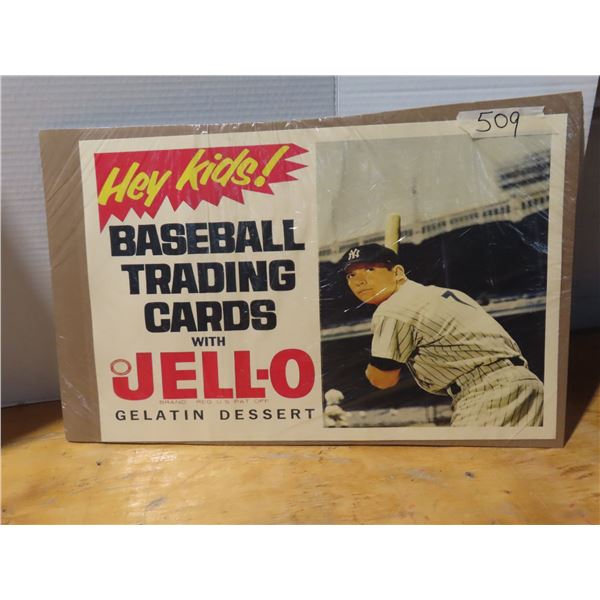 509
Hey Kids!
BASEBALL
TRADING
CARDS
WITH
JELL-O
BRAND REG U.S. PAT. OFF.
GELATIN DESSERT
NY
7